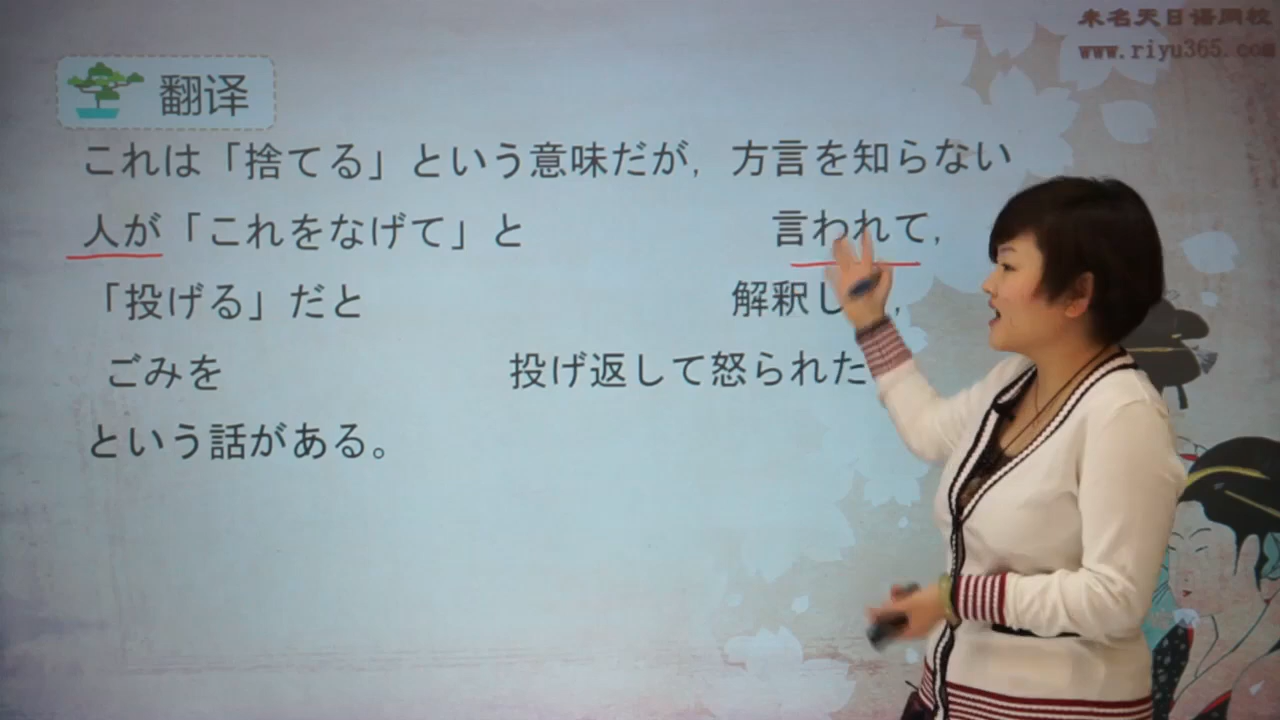 未名天日语网校
www.riyu365.com
翻译
これは「捨てる」という意味だが，方言を知らない
人が「これをなげて」と 言われて，
「投げる」だと 解釈し，
ごみを 投げ返して怒られた
という話がある。